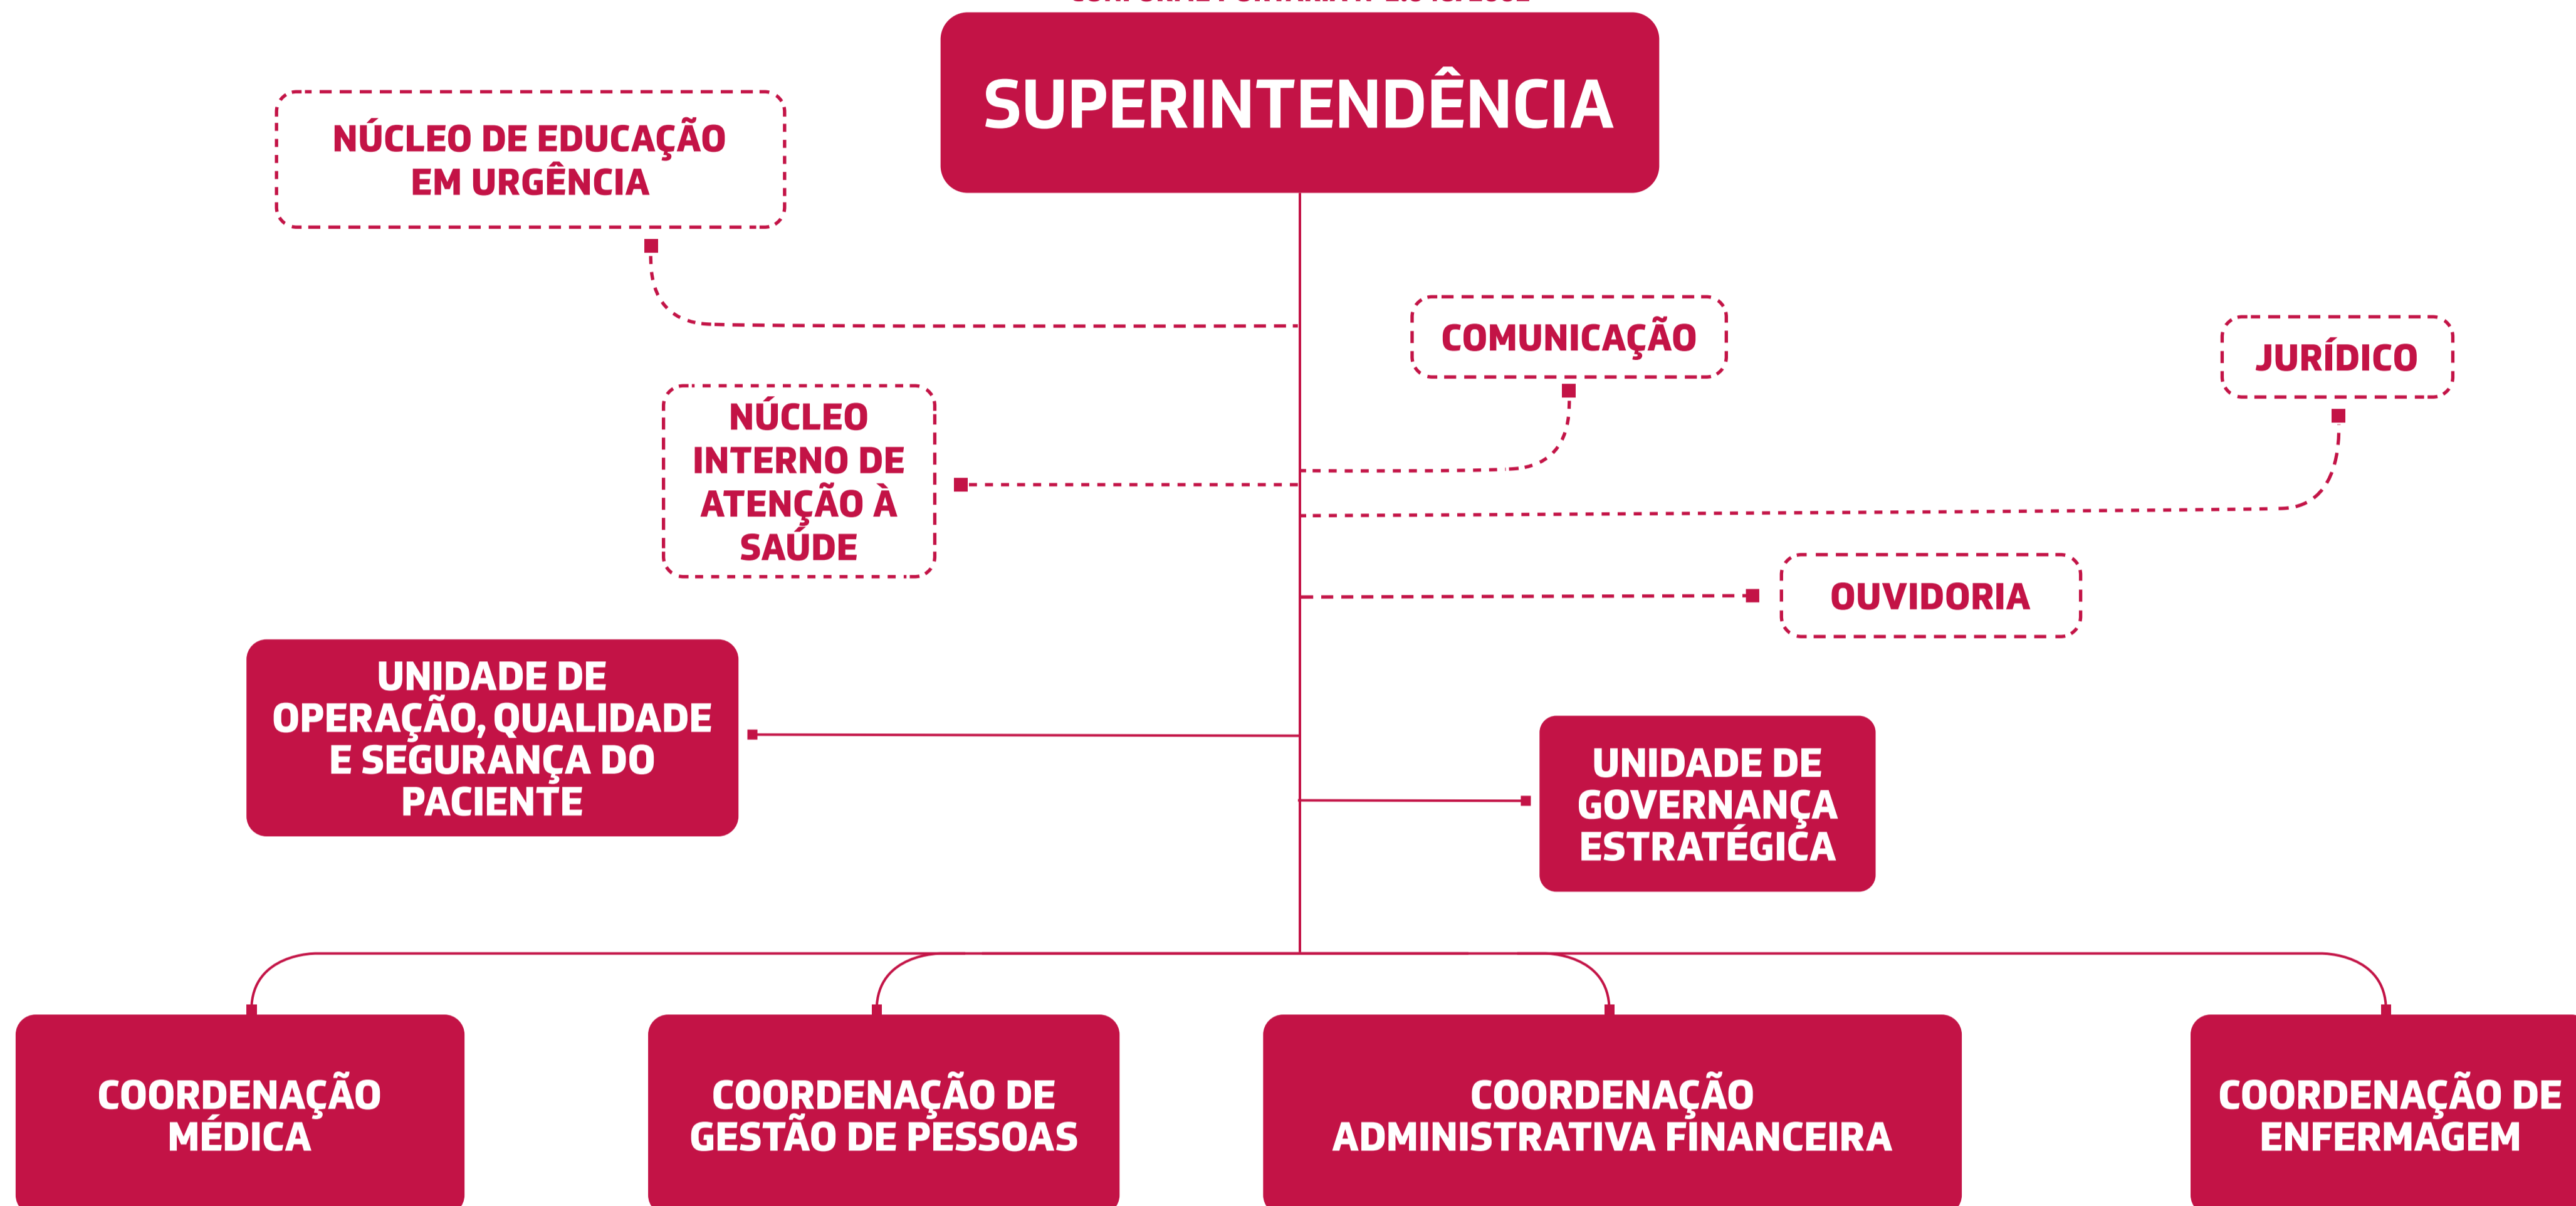 SUPERINTENDÊNCIA
NÚCLEO DE EDUCAÇÃO
EM URGÊNCIA
COMUNICAÇÃO
JURÍDICO
NÚCLEO
INTERNO DE
ATENÇÃO À
SAÚDE
OUVIDORIA
UNIDADE DE
OPERAÇÃO, QUALIDADE
E SEGURANÇA DO
PACIENTE
UNIDADE DE
GOVERNANÇA
ESTRATÉGICA
COORDENAÇÃO
MÉDICA
COORDENAÇÃO DE
GESTÃO DE PESSOAS
COORDENAÇÃO
ADMINISTRATIVA FINANCEIRA
COORDENAÇÃO DE
ENFERMAGEM